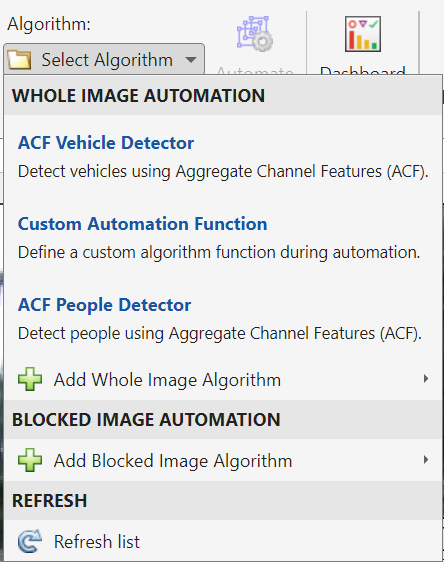 Algorithm:
Select Algorithm
Automate
Dashboard
WHOLE IMAGE AUTOMATION
ACF Vehicle Detector
Detect vehicles using Aggregate Channel Features (ACF).
Custom Automation Function
Define a custom algorithm function during automation.
ACF People Detector
Detect people using Aggregate Channel Features (ACF).
Add Whole Image Algorithm
BLOCKED IMAGE AUTOMATION
Add Blocked Image Algorithm
REFRESH
Refresh list